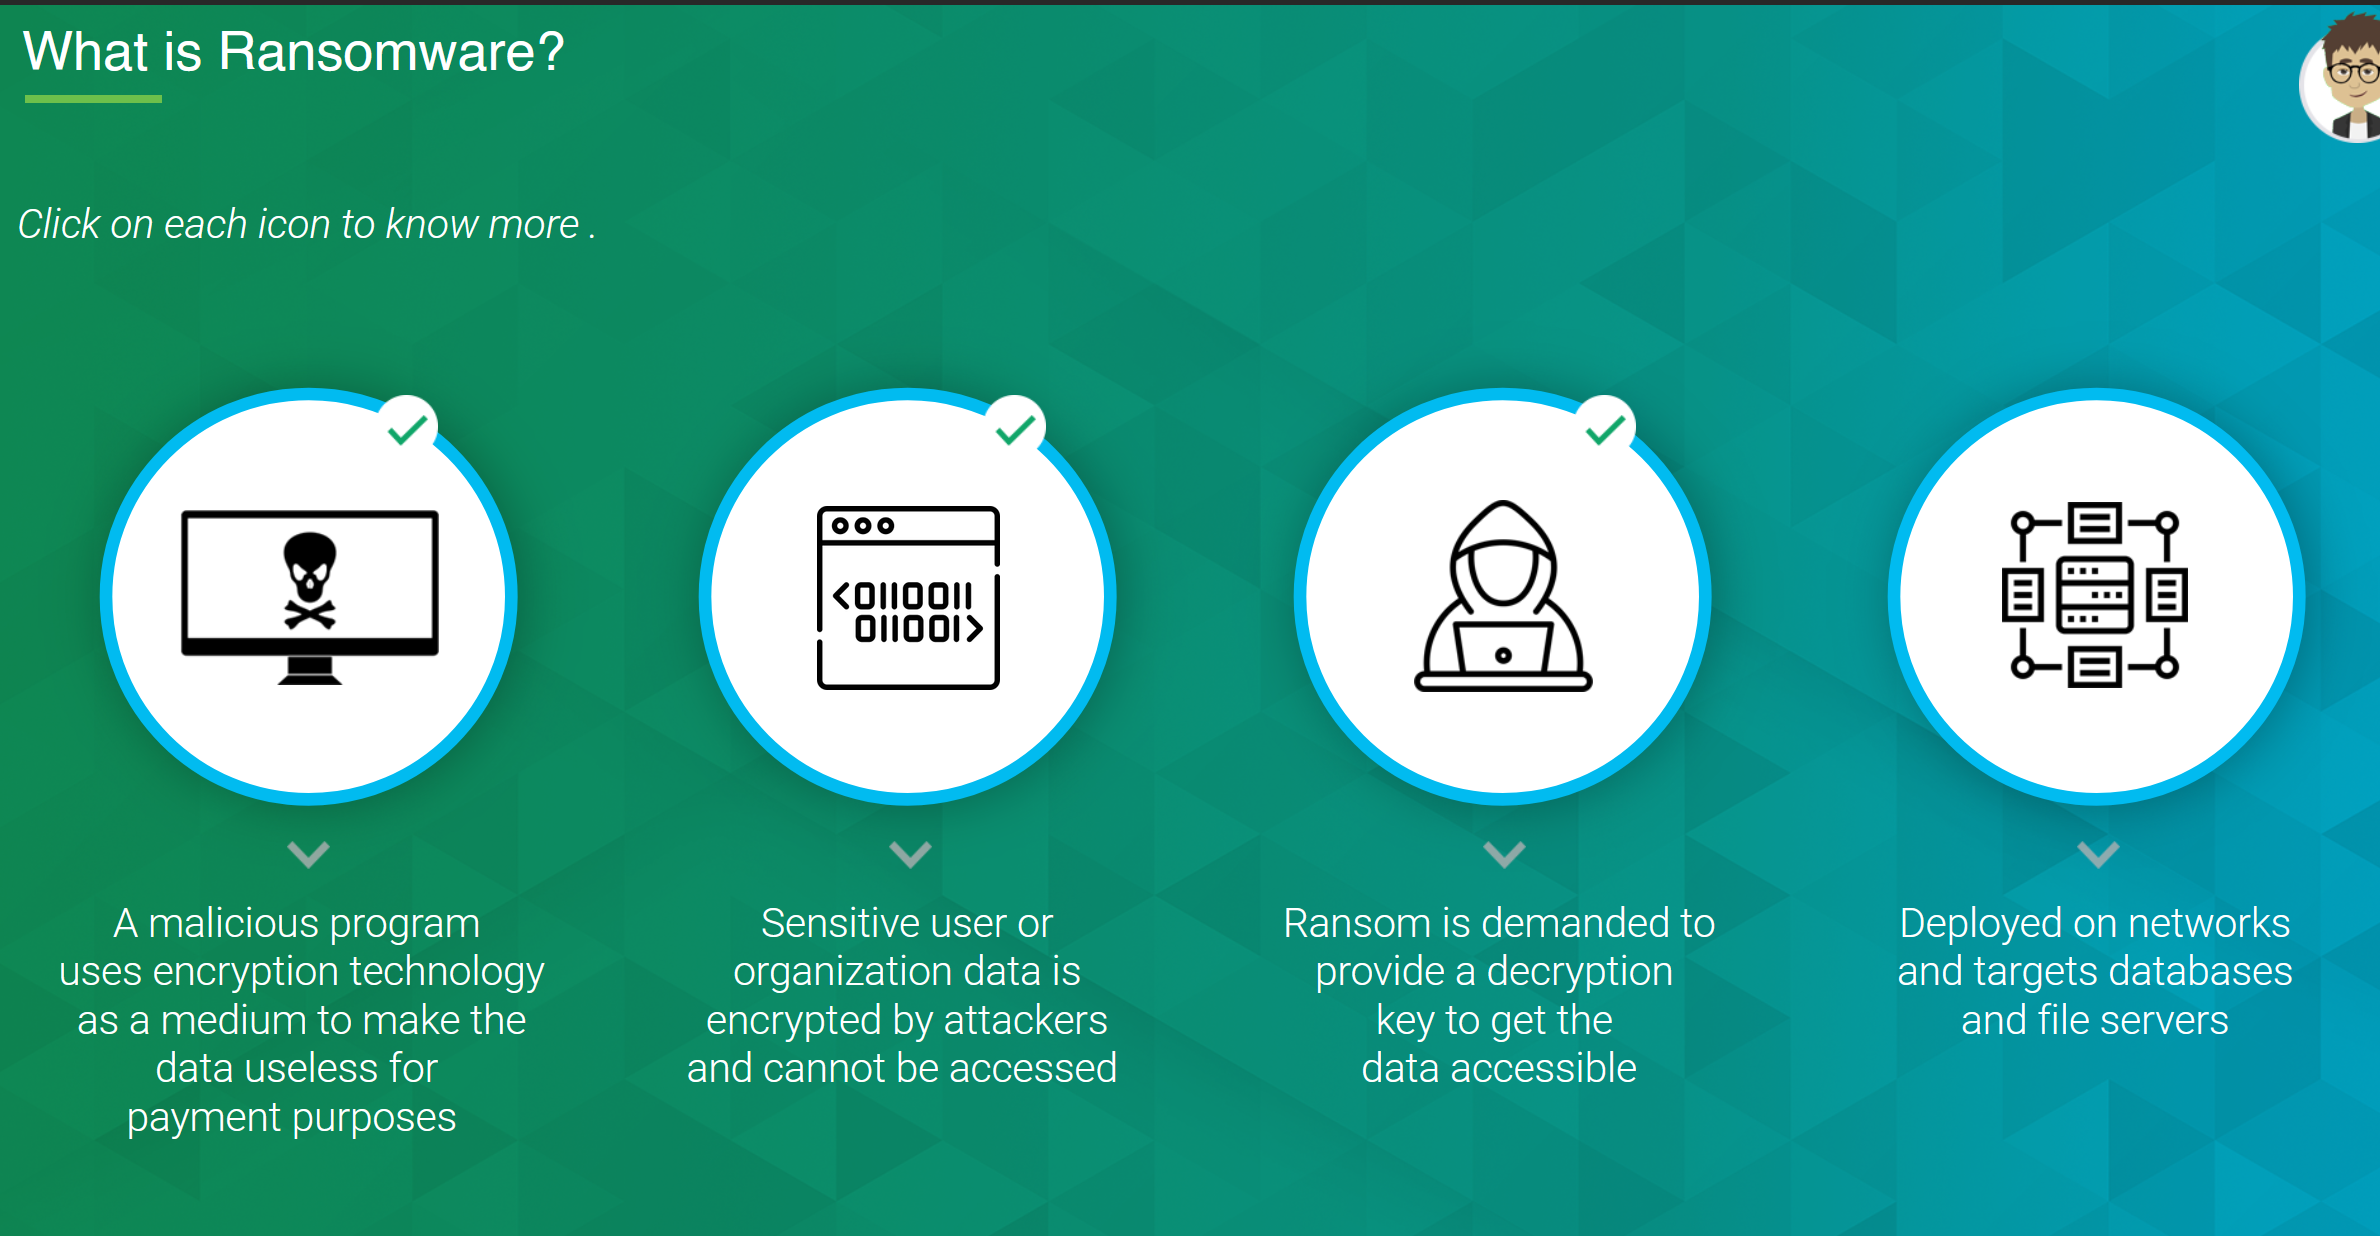 What is Ransomware?
Click on each icon to know more .
<0110011
011001>
A malicious program
uses encryption technology
as a medium to make the
data useless for
payment purposes
Sensitive user or
organization data is
encrypted by attackers
and cannot be accessed
Ransom is demanded to
provide a decryption
key to get the
data accessible
Deployed on networks
and targets databases
and file servers